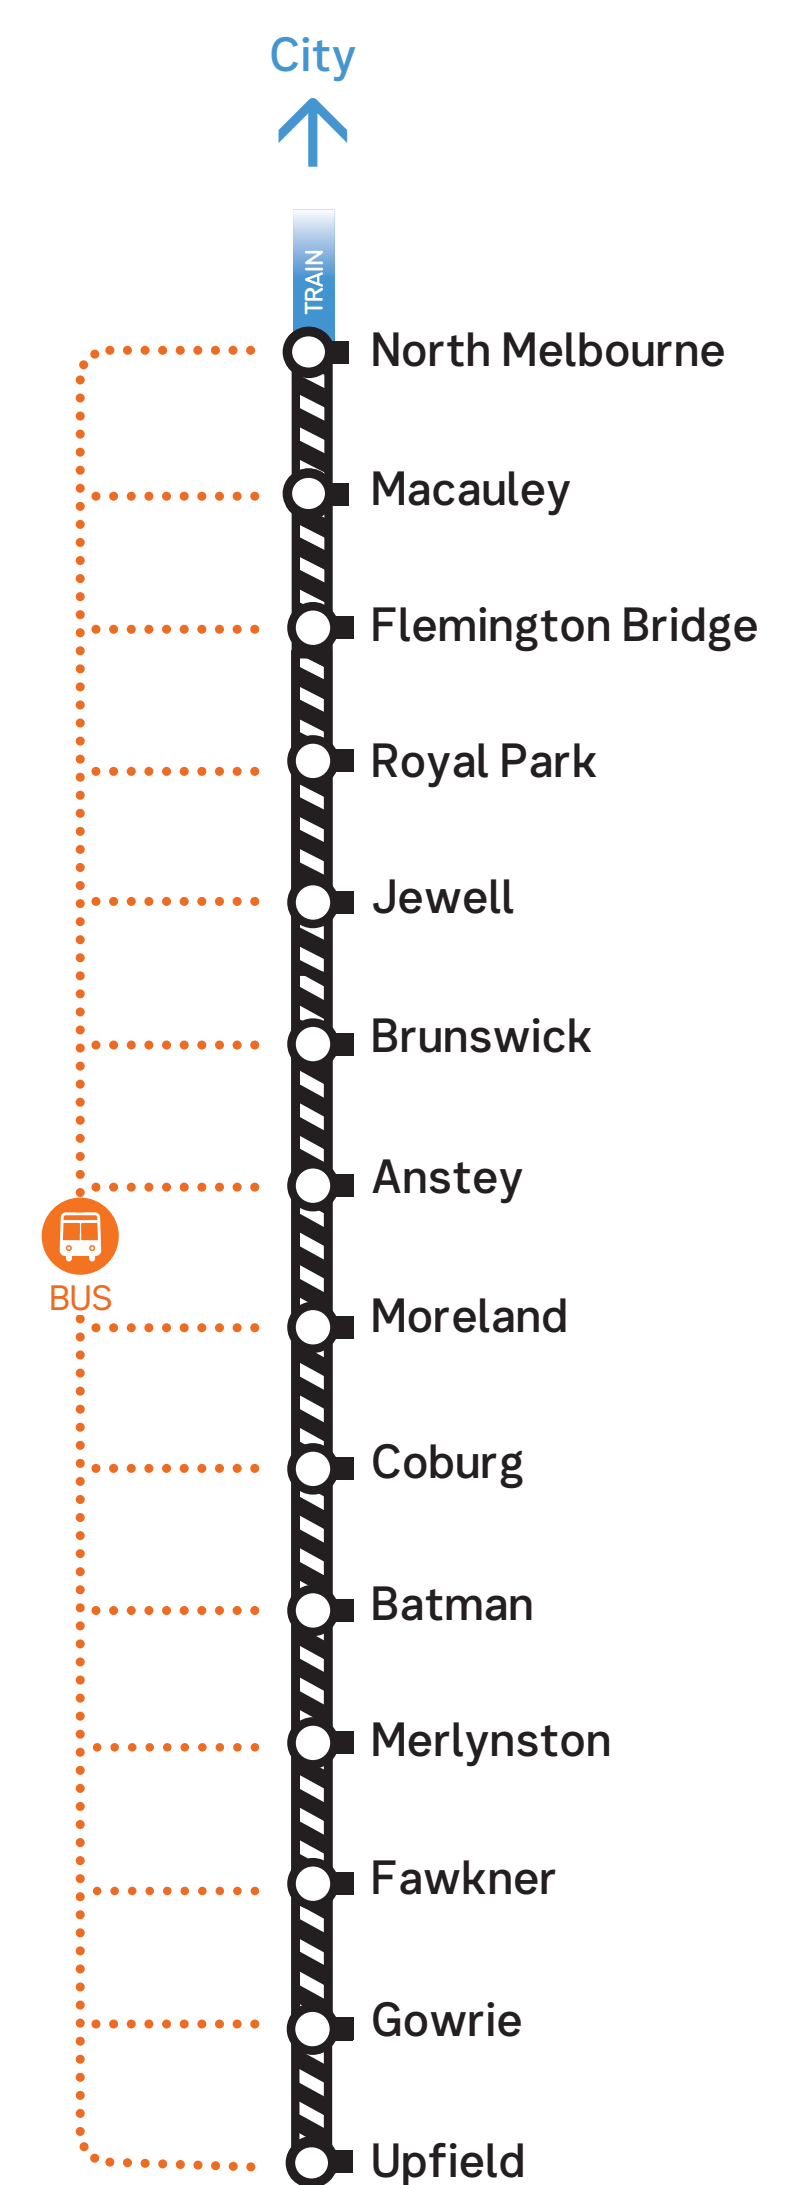 City
TRAIN
North Melbourne
Macauley
Flemington Bridge
Royal Park
Jewell
Brunswick
Anstey
BUS
Moreland
Coburg
Batman
Merlynston
Fawkner
Gowrie
Upfield